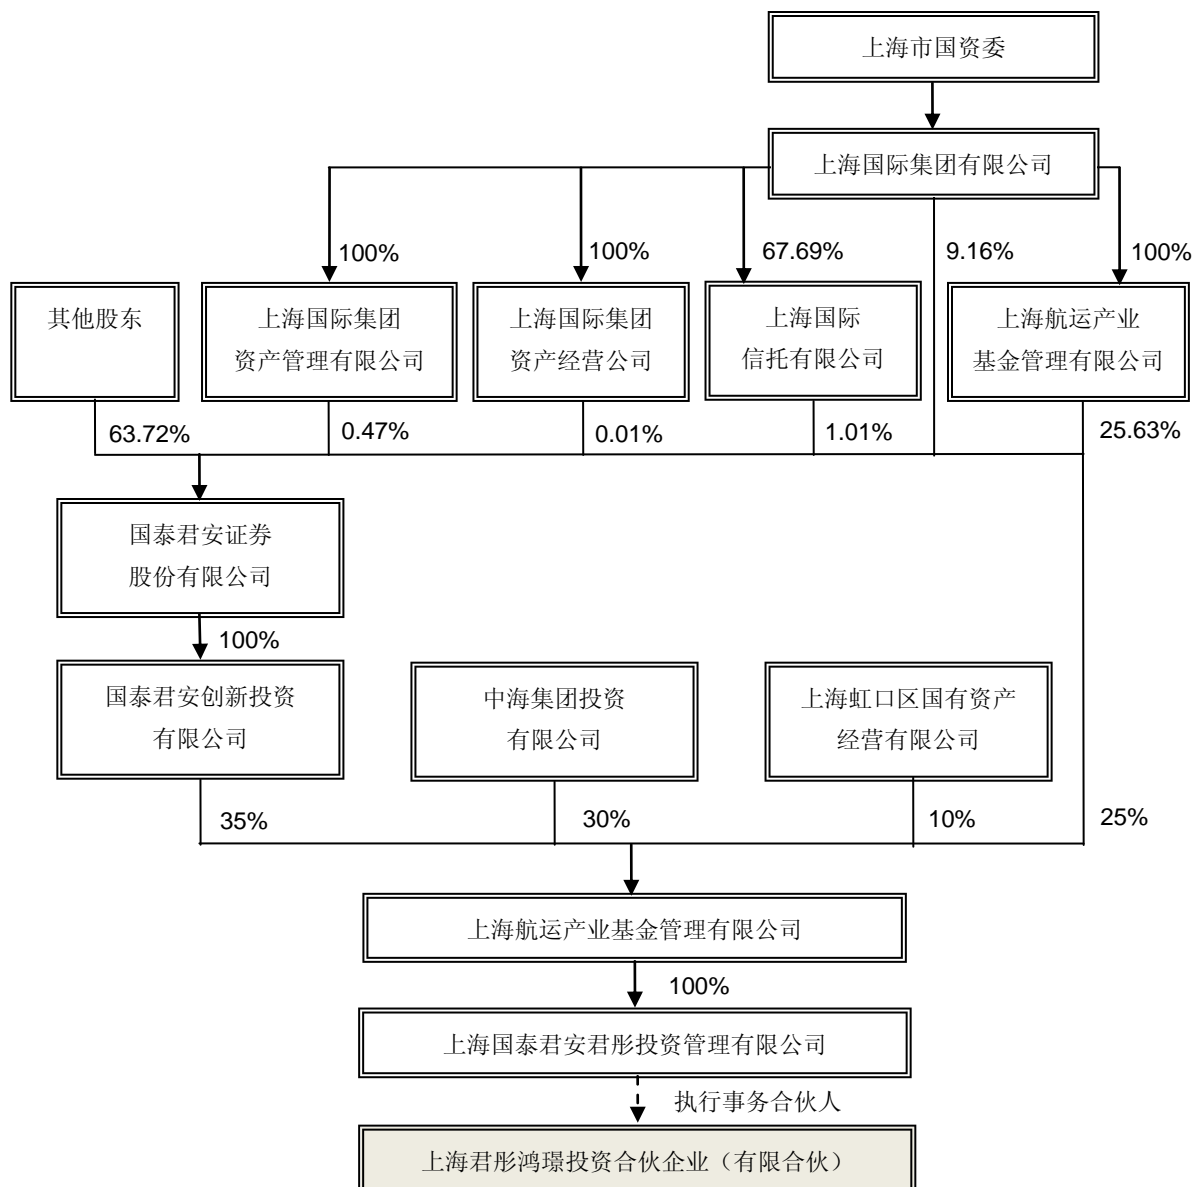 上海市国资委
上海国际集团有限公司
100%
100%
67.69%
9.16%
100%
其他股东
上海国际集团
资产管理有限公司
上海国际集团
资产经营公司
上海国际
信托有限公司
上海航运产业
基金管理有限公司
63.72%
0.47%
0.01%
1.01%
25.63%
国泰君安证券
股份有限公司
100%
国泰君安创新投资
有限公司
中海集团投资
有限公司
上海虹口区国有资产
经营有限公司
35%
30%
10%
25%
上海航运产业基金管理有限公司
100%
上海国泰君安君彤投资管理有限公司
执行事务合伙人
上海君彤鸿璟投资合伙企业（有限合伙）